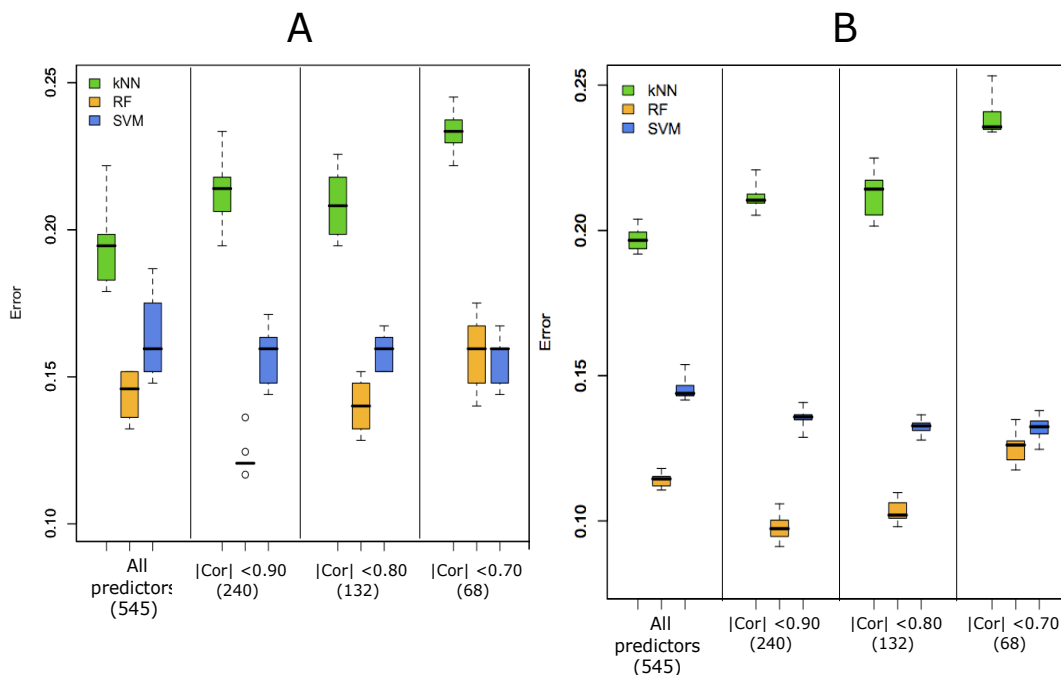 A
0.25
0.20
0.15
0.10
Error
kNN
RF
SVM
All
predictors
(545)
|Cor| <0.90
(240)
|Cor| <0.80
(132)
|Cor| <0.70
(68)
B
0.25
0.20
0.15
0.10
Error
kNN
RF
SVM
All
predictors
(545)
|Cor| <0.90
(240)
|Cor| <0.80
(132)
|Cor| <0.70
(68)